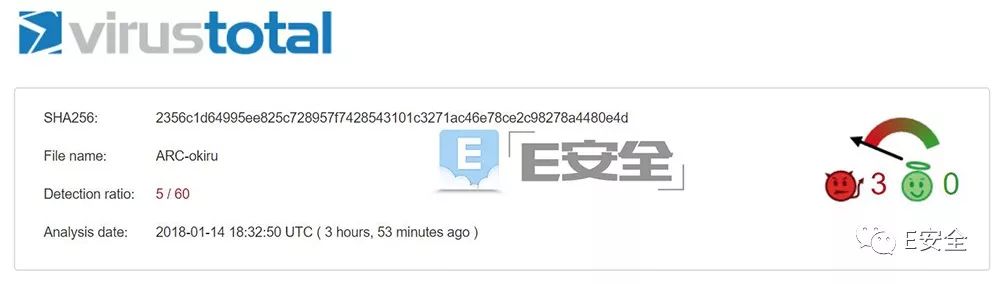 virustotal
SHA256: 2356c1d64995ee825c728957f7428543101c3271ac46e78ce2c98278a4480e4d
File name: ARC-okiru
E
E安全
Detection ratio: 5 / 60
3 0
Analysis date: 2018-01-14 18:32:50 UTC ( 3 hours, 53 minutes ago )
E安全